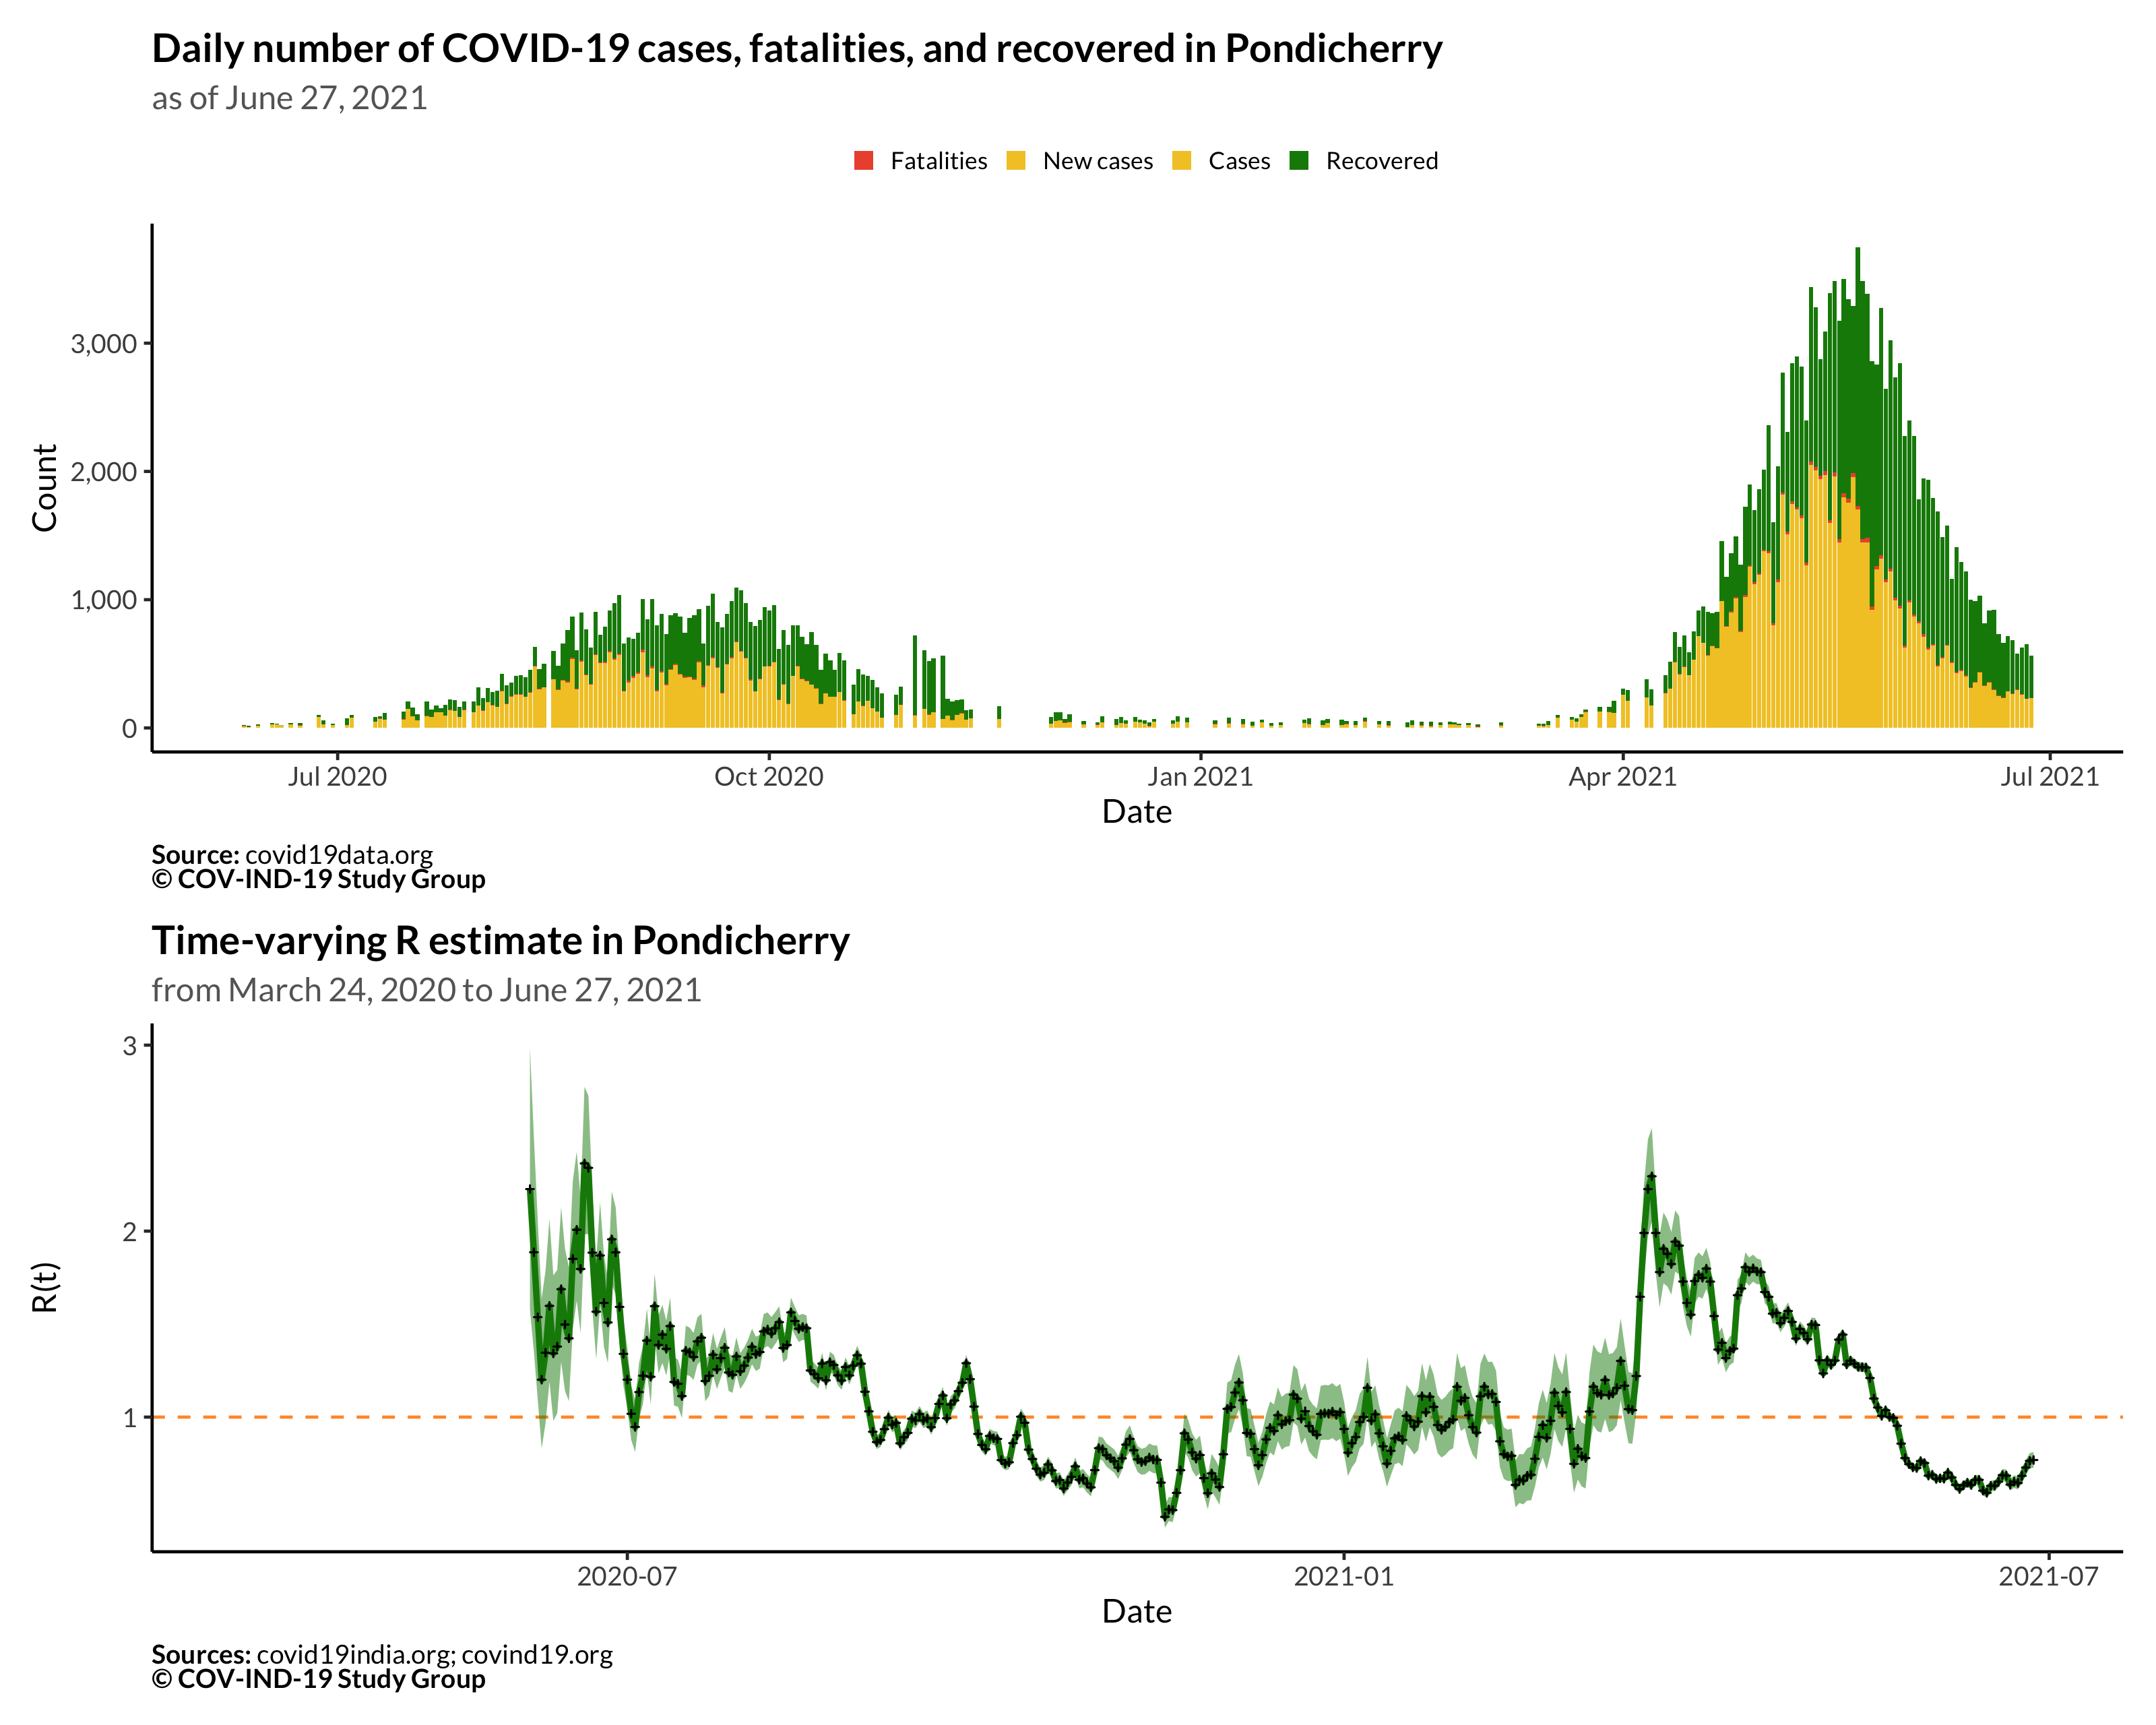 Daily number of COVID-19 cases, fatalities, and recovered in Pondicherry
as of June 27, 2021
Fatalities New cases Cases Recovered
Count
3,000
2,000
1,000
0
Jul 2020 Oct 2020 Jan 2021 Apr 2021 Jul 2021
Date
Source: covid19data.org
© COV-IND-19 Study Group
Time-varying R estimate in Pondicherry
from March 24, 2020 to June 27, 2021
R(t)
3
2
1
2020-07 2021-01 2021-07
Date
Sources: covid19india.org; covind19.org
© COV-IND-19 Study Group